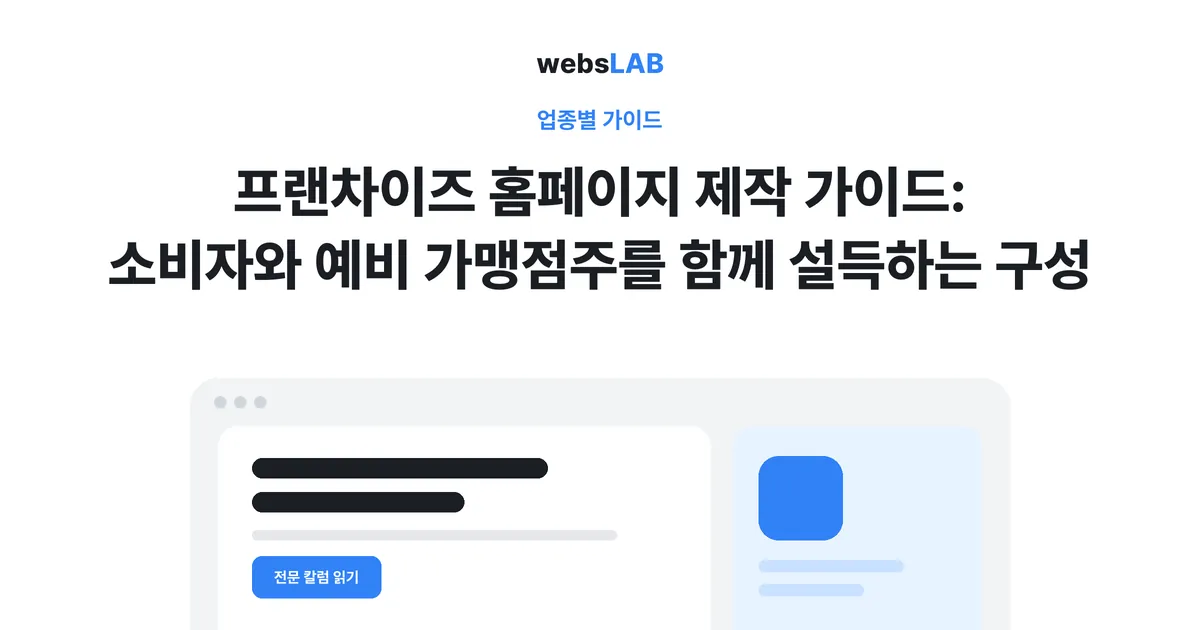 websLAB
업종별 가이드
프랜차이즈 홈페이지 제작 가이드:
소비자와 예비 가맹점주를 함께 설득하는 구성
전문 칼럼 읽기